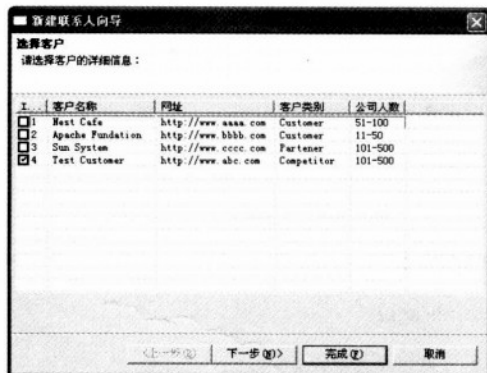 新建联系人向导
选择客户
请选择客户的详细信息：
I... 客户名称 网址 客户类别 公司人数
1 Nest Cafe http://www.aaaa.com Customer 51-100
2 Apache Fundation http://www.bbbb.com Customer 11-50
3 Sun System http://www.cccc.com Partener 101-500
4 Test Customer http://www.abc.com Competitor 101-500
<上一步(B) 下一步(N)> 完成(F) 取消